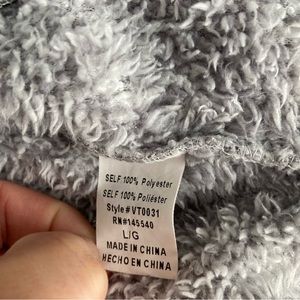 SELF:100% Polyester
SELF:100% Poliéster
Style#VT0031
RN#145540
L/G
MADE IN CHINA
HECHO EN CHINA